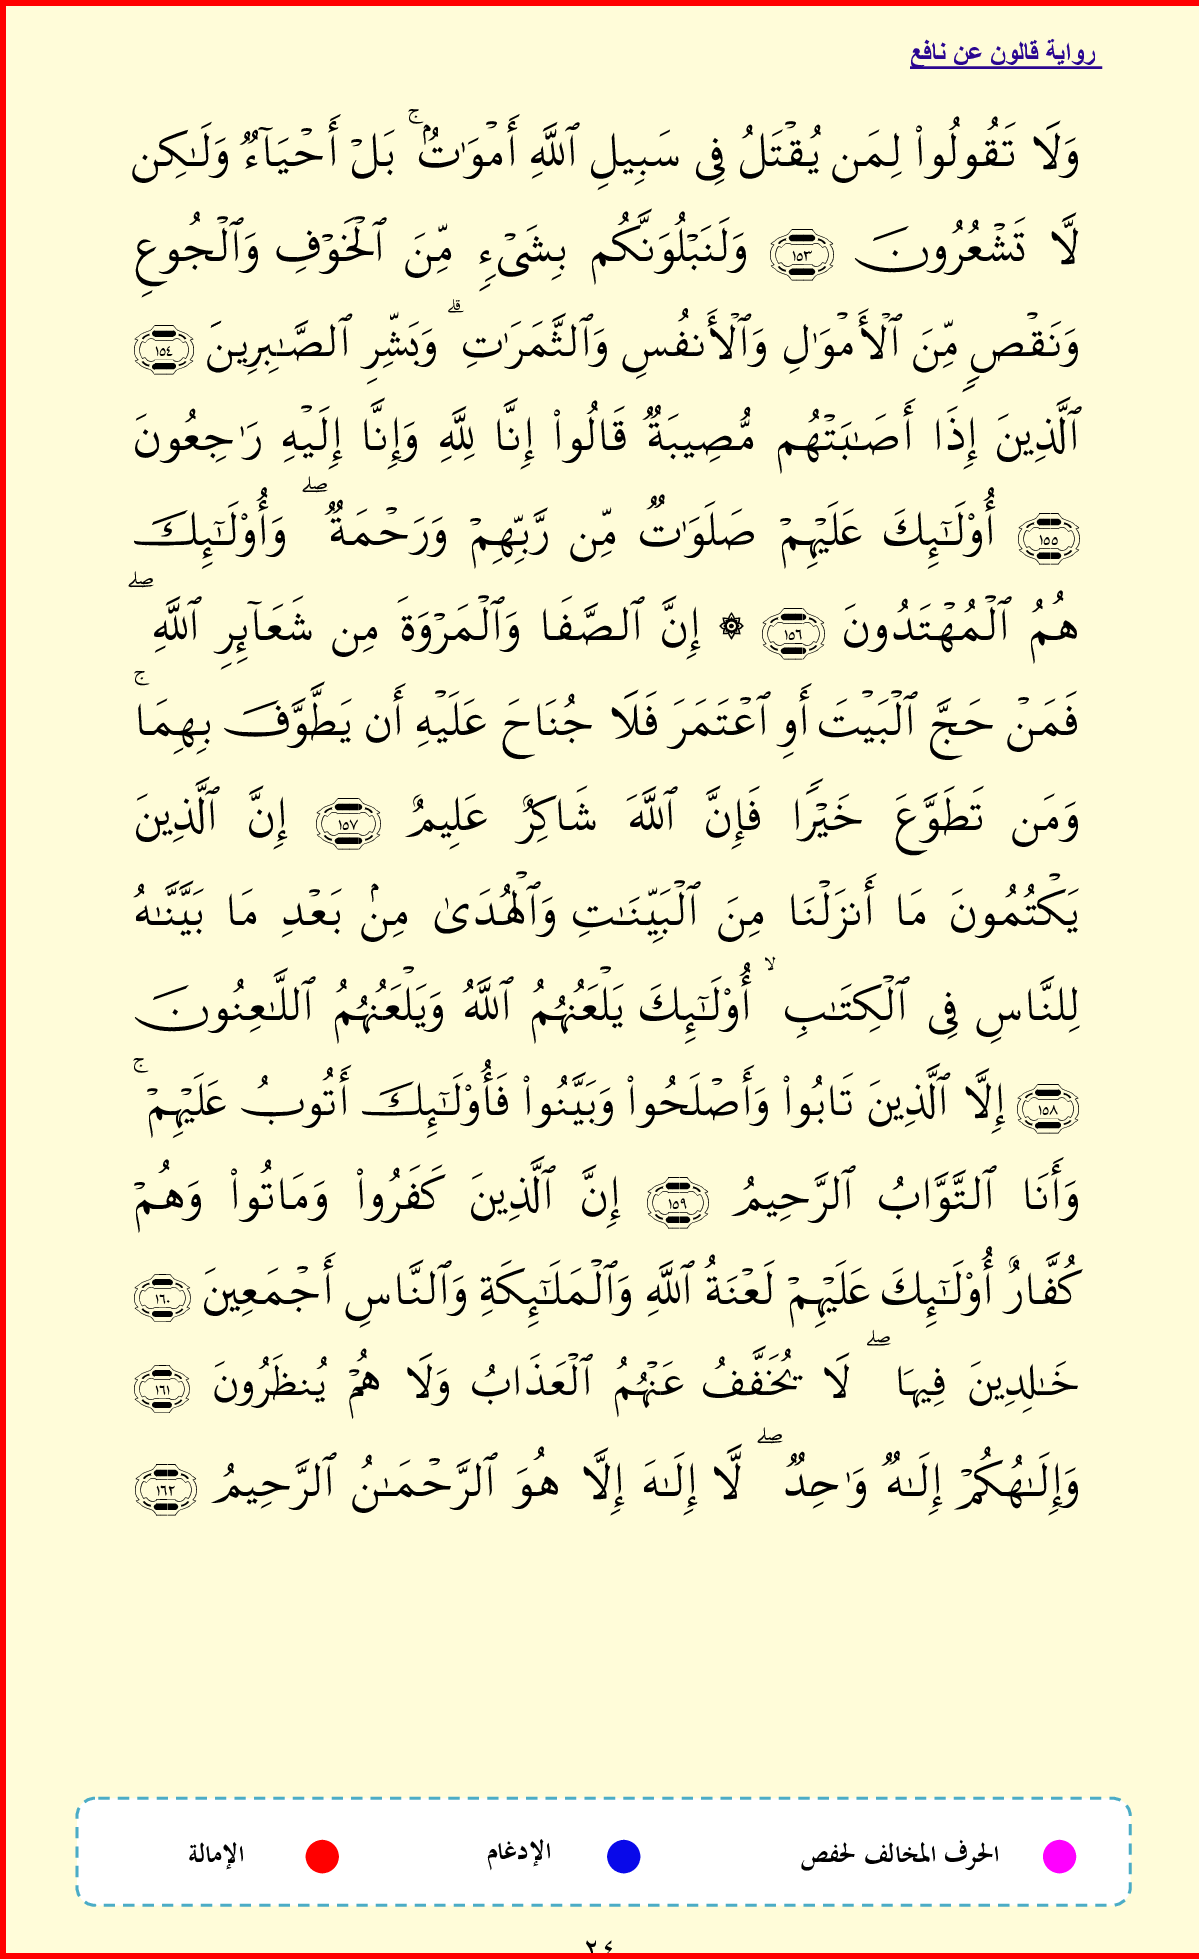 رواية قالون عن نافع
وَلَا تَقُولُوا۟ لِمَن يُقْتَلُ فِى سَبِيلِ ٱللَّهِ أَمْوَٰتٌۢ ۚ بَلْ أَحْيَآءٌ وَلَـٰكِن
لَّا تَشْعُرُونَ ١٥٣ وَلَنَبْلُوَنَّكُم بِشَىْءٍ مِّنَ ٱلْخَوْفِ وَٱلْجُوعِ
وَنَقْصٍ مِّنَ ٱلْأَمْوَٰلِ وَٱلْأَنفُسِ وَٱلثَّمَرَٰتِ ۗ وَبَشِّرِ ٱلصَّـٰبِرِينَ ١٥٤
ٱلَّذِينَ إِذَا أَصَـٰبَتْهُم مُّصِيبَةٌ قَالُوا۟ إِنَّا لِلَّهِ وَإِنَّا إِلَيْهِ رَٰجِعُونَ
١٥٥ أُو۟لَـٰٓئِكَ عَلَيْهِمْ صَلَوَٰتٌ مِّن رَّبِّهِمْ وَرَحْمَةٌ ۖ وَأُو۟لَـٰٓئِكَ
هُمُ ٱلْمُهْتَدُونَ ١٥٦ ۞ إِنَّ ٱلصَّفَا وَٱلْمَرْوَةَ مِن شَعَآئِرِ ٱللَّهِ ۖ
فَمَنْ حَجَّ ٱلْبَيْتَ أَوِ ٱعْتَمَرَ فَلَا جُنَاحَ عَلَيْهِ أَن يَطَّوَّفَ بِهِمَا ۚ
وَمَن تَطَوَّعَ خَيْرًا فَإِنَّ ٱللَّهَ شَاكِرٌ عَلِيمٌ ١٥٧ إِنَّ ٱلَّذِينَ
يَكْتُمُونَ مَا أَنزَلْنَا مِنَ ٱلْبَيِّنَـٰتِ وَٱلْهُدَىٰ مِنۢ بَعْدِ مَا بَيَّنَّـٰهُ
لِلنَّاسِ فِى ٱلْكِتَـٰبِ ۙ أُو۟لَـٰٓئِكَ يَلْعَنُهُمُ ٱللَّهُ وَيَلْعَنُهُمُ ٱللَّـٰعِنُونَ
١٥٨ إِلَّا ٱلَّذِينَ تَابُوا۟ وَأَصْلَحُوا۟ وَبَيَّنُوا۟ فَأُو۟لَـٰٓئِكَ أَتُوبُ عَلَيْهِمْ ۚ
وَأَنَا ٱلتَّوَّابُ ٱلرَّحِيمُ ١٥٩ إِنَّ ٱلَّذِينَ كَفَرُوا۟ وَمَاتُوا۟ وَهُمْ
كُفَّارٌ أُو۟لَـٰٓئِكَ عَلَيْهِمْ لَعْنَةُ ٱللَّهِ وَٱلْمَلَـٰٓئِكَةِ وَٱلنَّاسِ أَجْمَعِينَ ١٦٠
خَـٰلِدِينَ فِيهَا ۖ لَا يُخَفَّفُ عَنْهُمُ ٱلْعَذَابُ وَلَا هُمْ يُنظَرُونَ ١٦١
وَإِلَـٰهُكُمْ إِلَـٰهٌ وَٰحِدٌ ۖ لَّا إِلَـٰهَ إِلَّا هُوَ ٱلرَّحْمَـٰنُ ٱلرَّحِيمُ ١٦٢
الحرف المخالف لحفص الإدغام الإمالة
٢٤